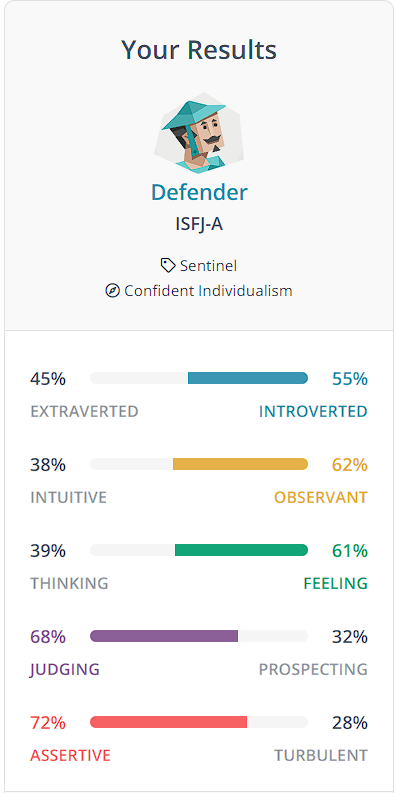 Your Results
Defender
ISFJ-A
Sentinel
Confident Individualism
45% 55%
EXTRAVERTED INTROVERTED
38% 62%
INTUITIVE OBSERVANT
39% 61%
THINKING FEELING
68% 32%
JUDGING PROSPECTING
72% 28%
ASSERTIVE TURBULENT